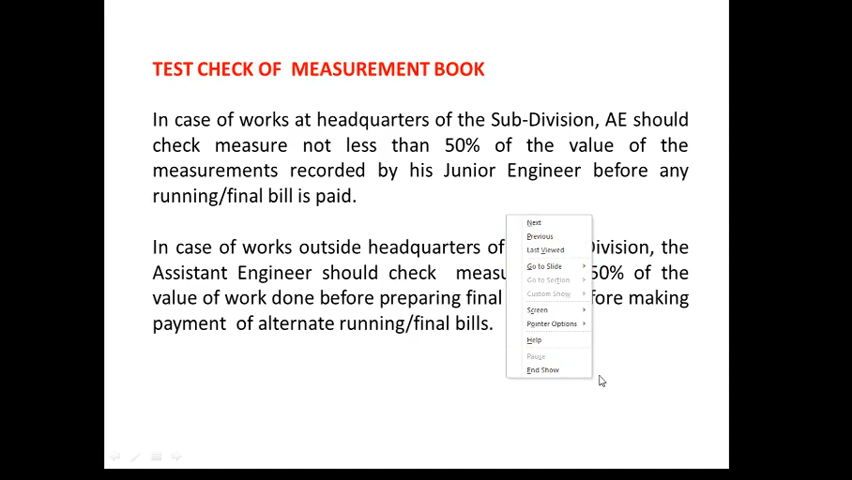 TEST CHECK OF MEASUREMENT BOOK
In case of works at headquarters of the Sub-Division, AE should
check measure not less than 50% of the value of the
measurements recorded by his Junior Engineer before any
running/final bill is paid.
In case of works outside headquarters of Division, the
Assistant Engineer should check 50% of the
value of work done before preparing final making
payment of alternate running/final bills.
Next
Previous
Last Viewed
Go to Slide
Go to Section
Custom Show
Screen
Pointer Options
Help
Pause
End Show